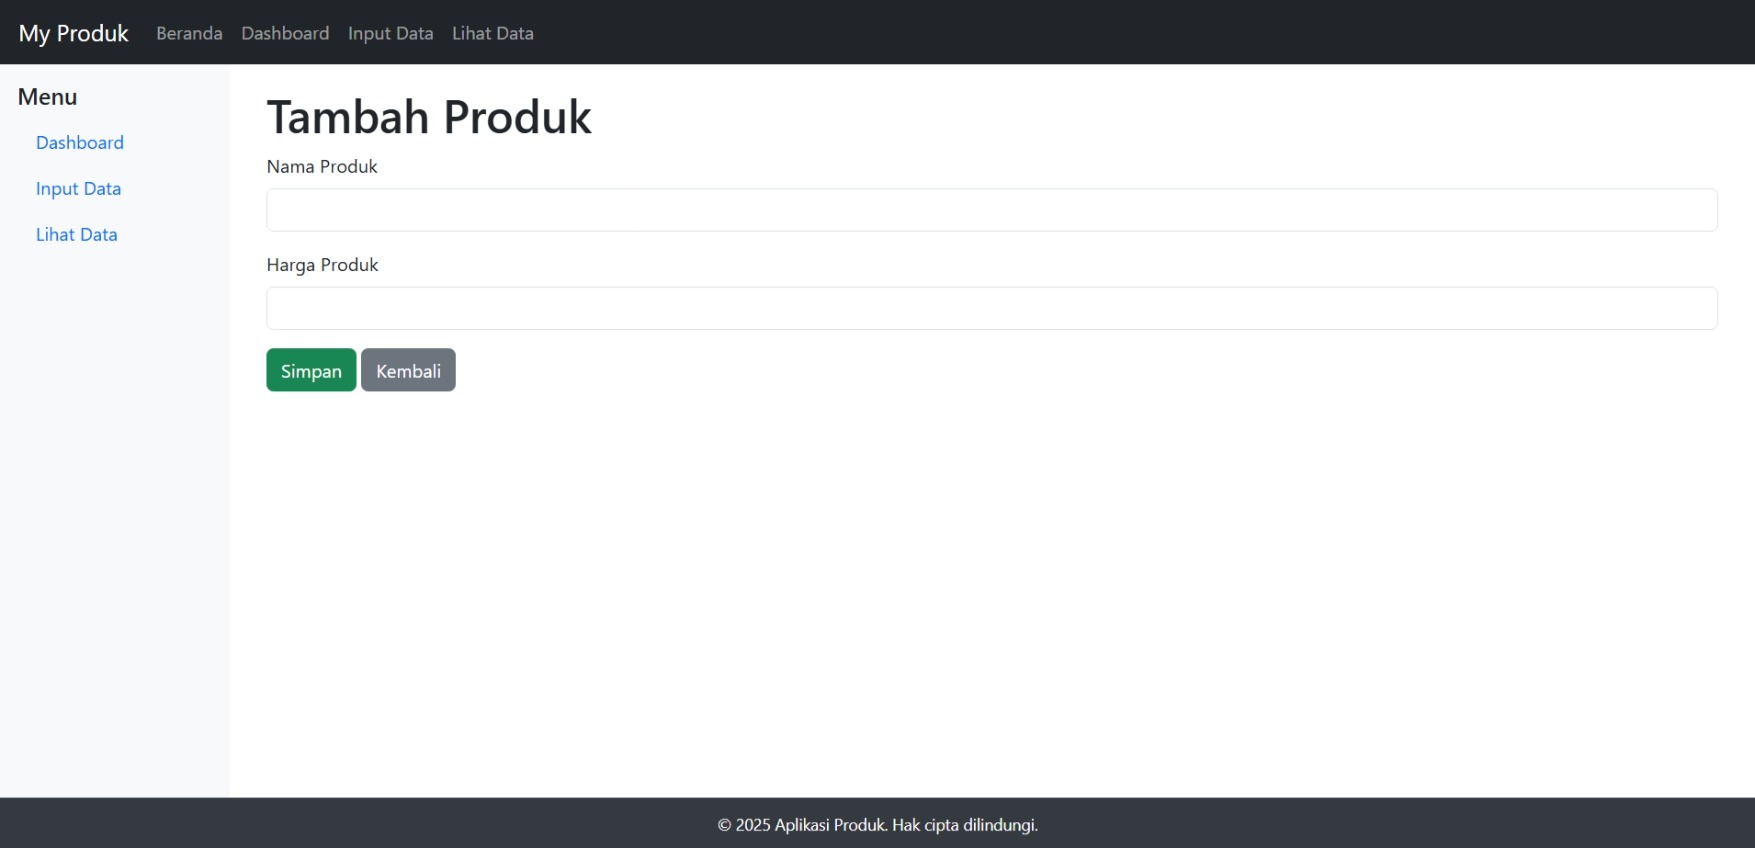 My Produk Beranda Dashboard Input Data Lihat Data
Menu
Dashboard
Input Data
Lihat Data
Tambah Produk
Nama Produk
Harga Produk
Simpan Kembali
© 2025 Aplikasi Produk. Hak cipta dilindungi.